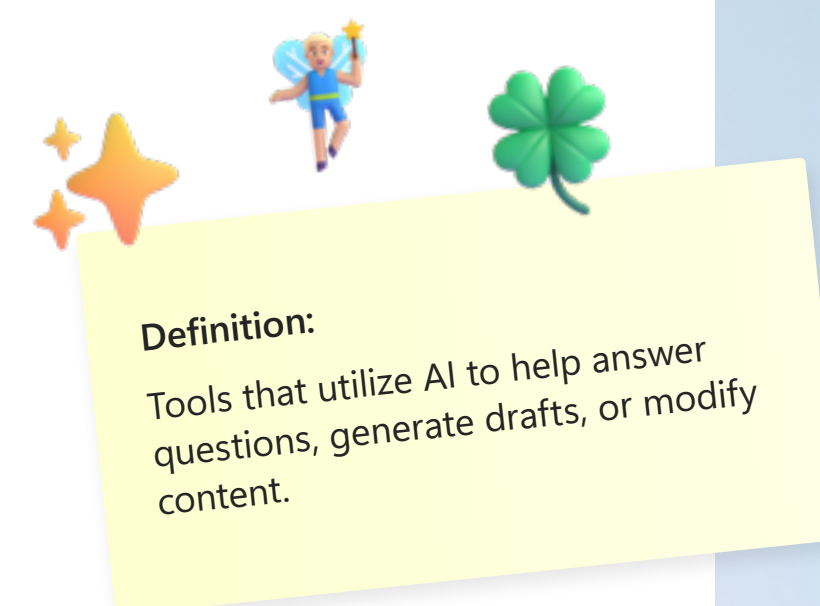 Definition:
Tools that utilize AI to help answer
questions, generate drafts, or modify
content.